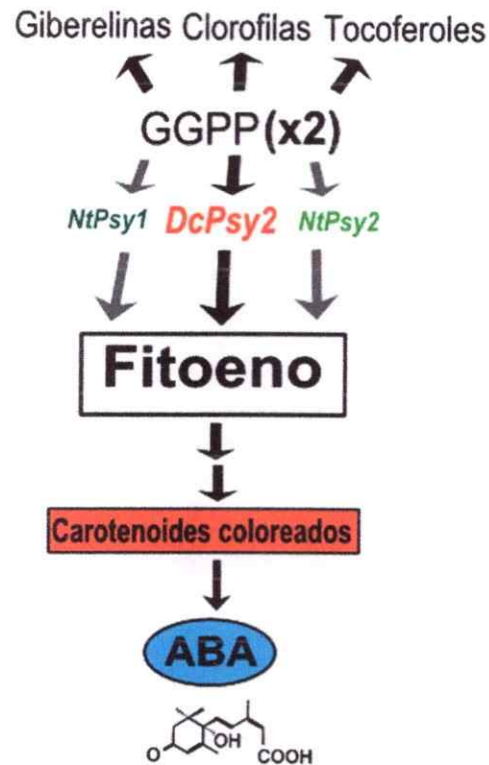 Giberelinas Clorofilas Tocoferoles
GGPP(x2)
NtPsy1 DcPsy2 NtPsy2
Fitoeno
Carotenoides coloreados
ABA
OH
O COOH